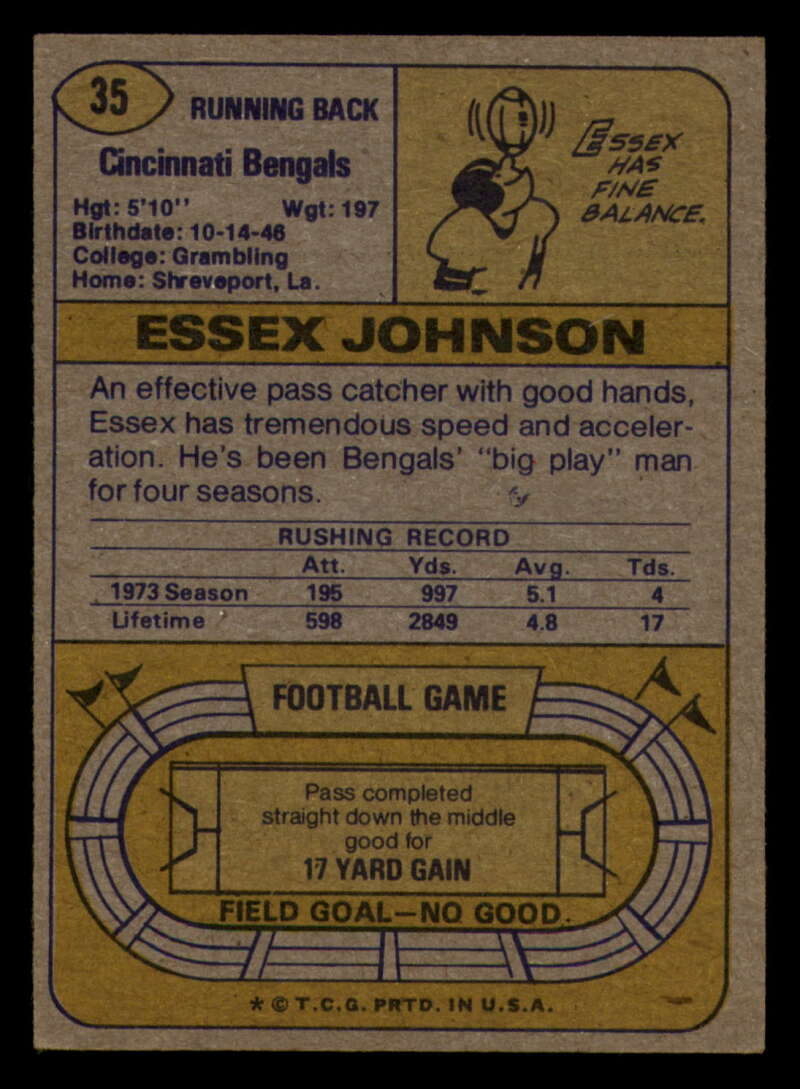 35
RUNNING BACK
Cincinnati Bengals
Hgt: 5'10'' Wgt: 197
Birthdate: 10-14-46
College: Grambling
Home: Shreveport, La.
ESSEX
HAS
FINE
BALANCE.
ESSEX JOHNSON
An effective pass catcher with good hands,
Essex has tremendous speed and acceler-
ation. He's been Bengals' "big play" man
for four seasons.
RUSHING RECORD
Att. Yds. Avg. Tds.
1973 Season 195 997 5.1 4
Lifetime 598 2849 4.8 17
FOOTBALL GAME
Pass completed
straight down the middle
good for
17 YARD GAIN
FIELD GOAL—NO GOOD.
* © T.C.G. PRTD. IN U.S.A.